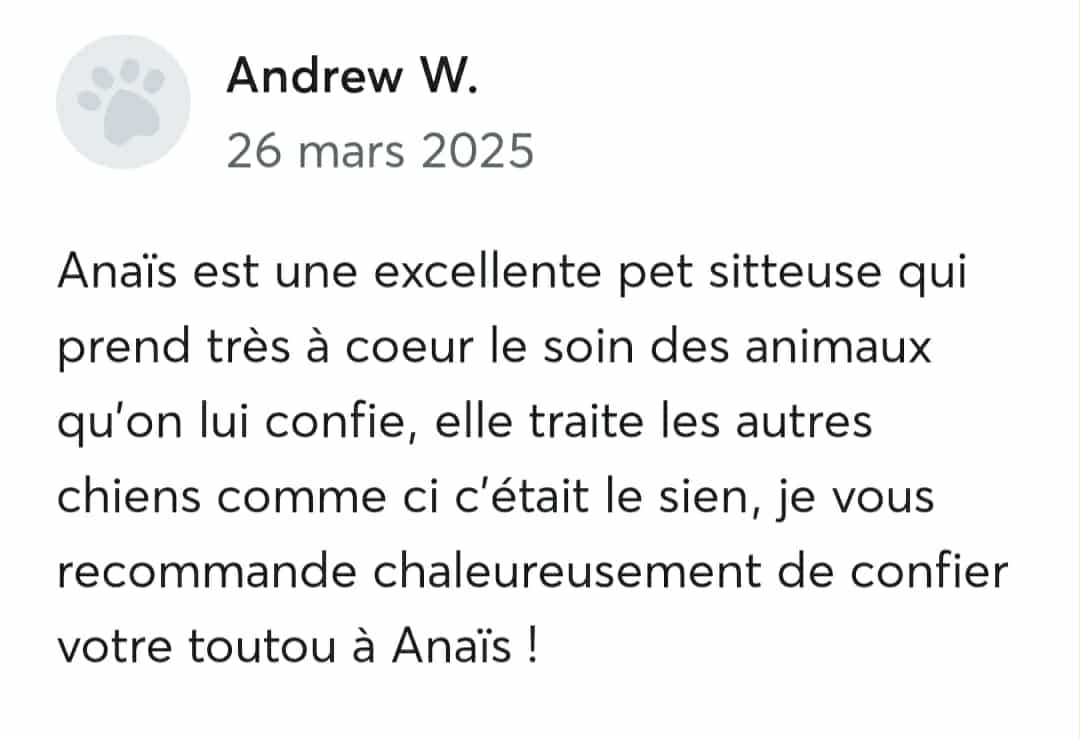 Andrew W.
26 mars 2025
Anaïs est une excellente pet sitteuse qui
prend très à coeur le soin des animaux
qu'on lui confie, elle traite les autres
chiens comme ci c'était le sien, je vous
recommande chaleureusement de confier
votre toutou à Anaïs !